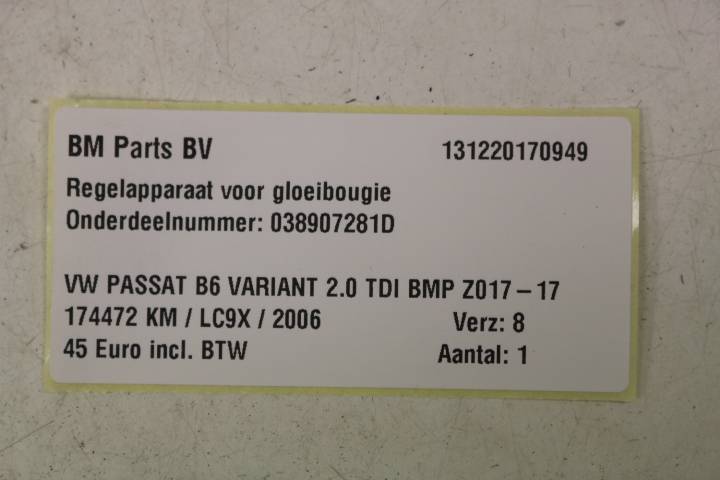 BM Parts BV 131220170949
Regelapparaat voor gloeibougie
Onderdeelnummer: 038907281D
VW PASSAT B6 VARIANT 2.0 TDI BMP Z017-17
174472 KM / LC9X / 2006 Verz: 8
45 Euro incl. BTW Aantal: 1